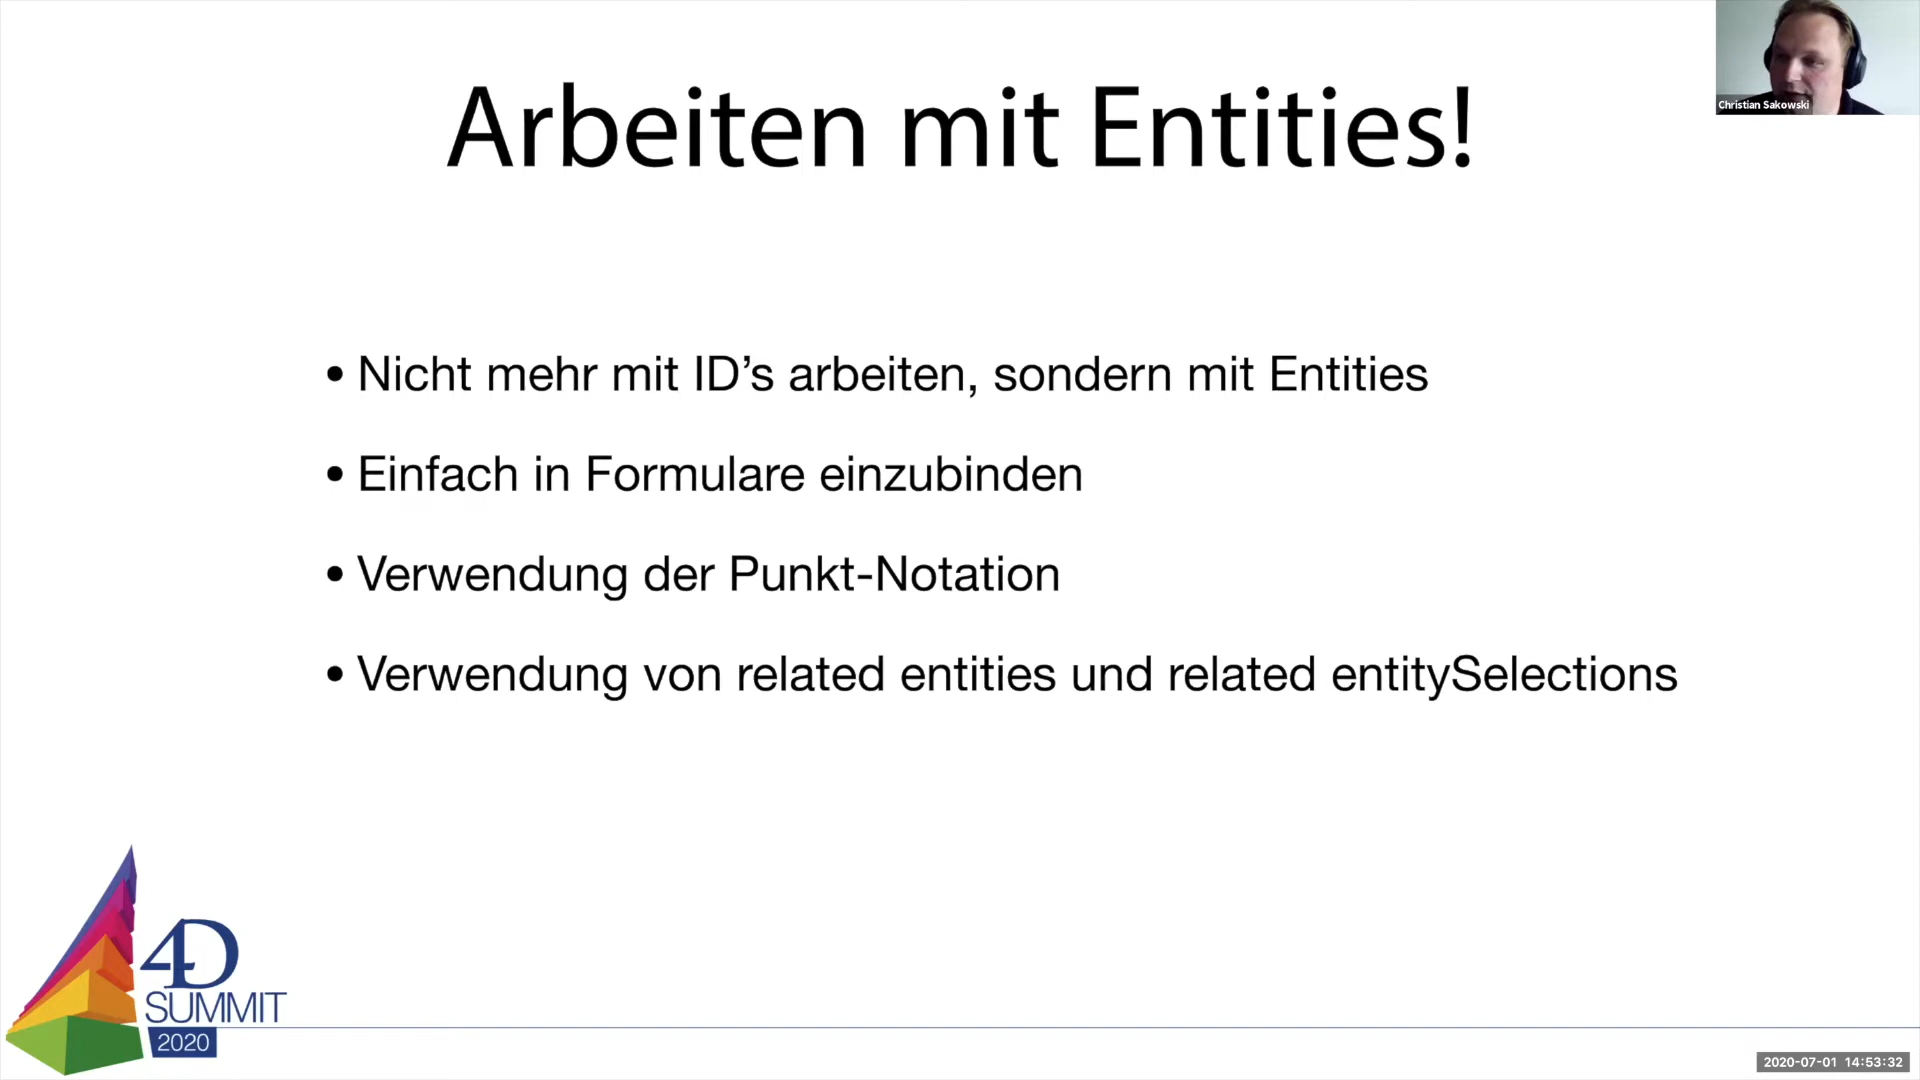 Arbeiten mit Entities!
Christian Sakowski
• Nicht mehr mit ID’s arbeiten, sondern mit Entities
• Einfach in Formulare einzubinden
• Verwendung der Punkt-Notation
• Verwendung von related entities und related entitySelections
4D
SUMMIT
2020
2020-07-01 14:53:32